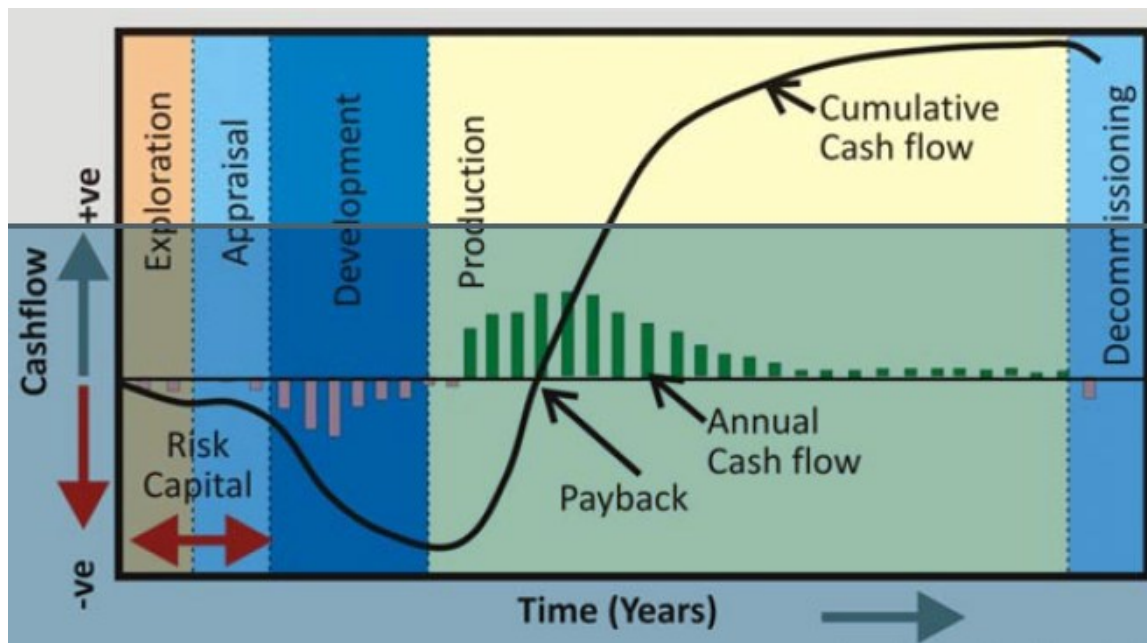 Cashflow
+ve
-ve
Exploration
Appraisal
Development
Production
Decommissioning
Cumulative
Cash flow
Risk
Capital
Annual
Cash flow
Payback
Time (Years)